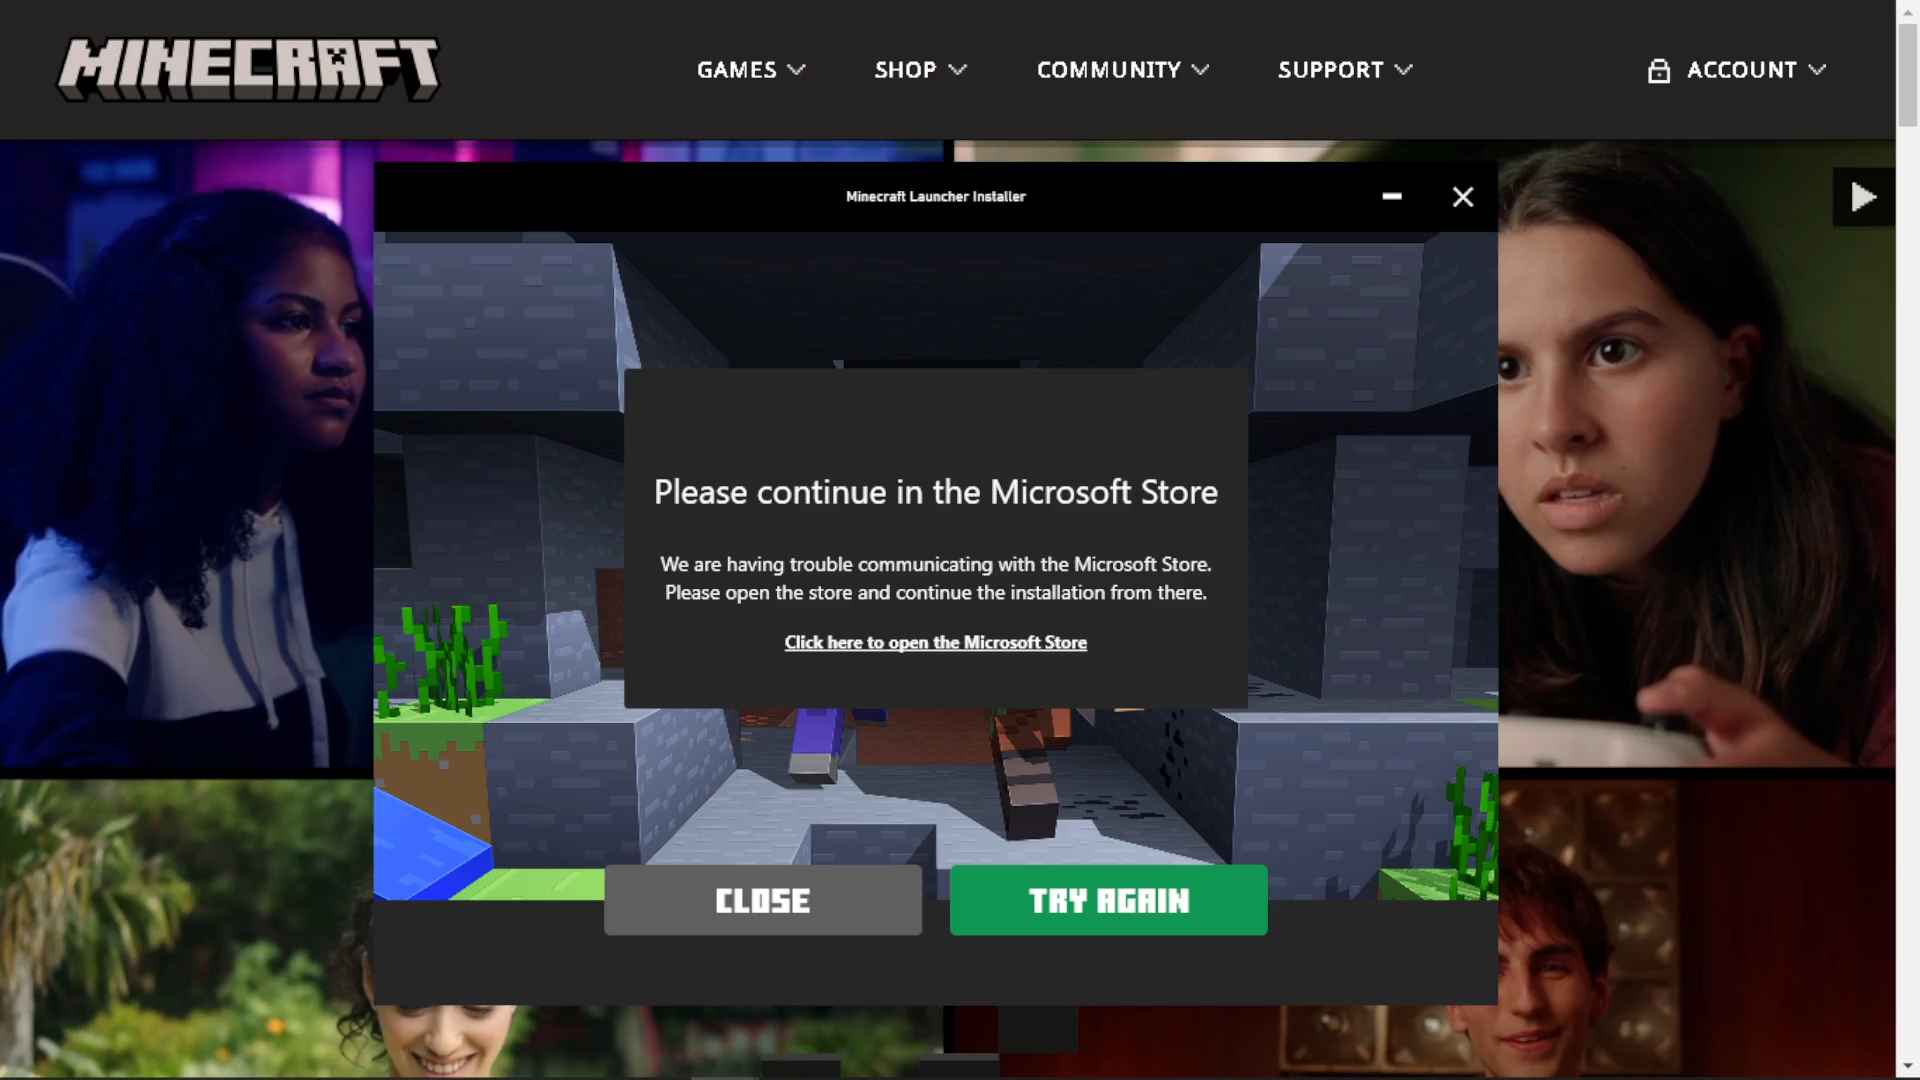 MINECRAFT
GAMES
SHOP
COMMUNITY
SUPPORT
ACCOUNT
Minecraft Launcher Installer
Please continue in the Microsoft Store
We are having trouble communicating with the Microsoft Store.
Please open the store and continue the installation from there.
Click here to open the Microsoft Store
CLOSE
TRY AGAIN